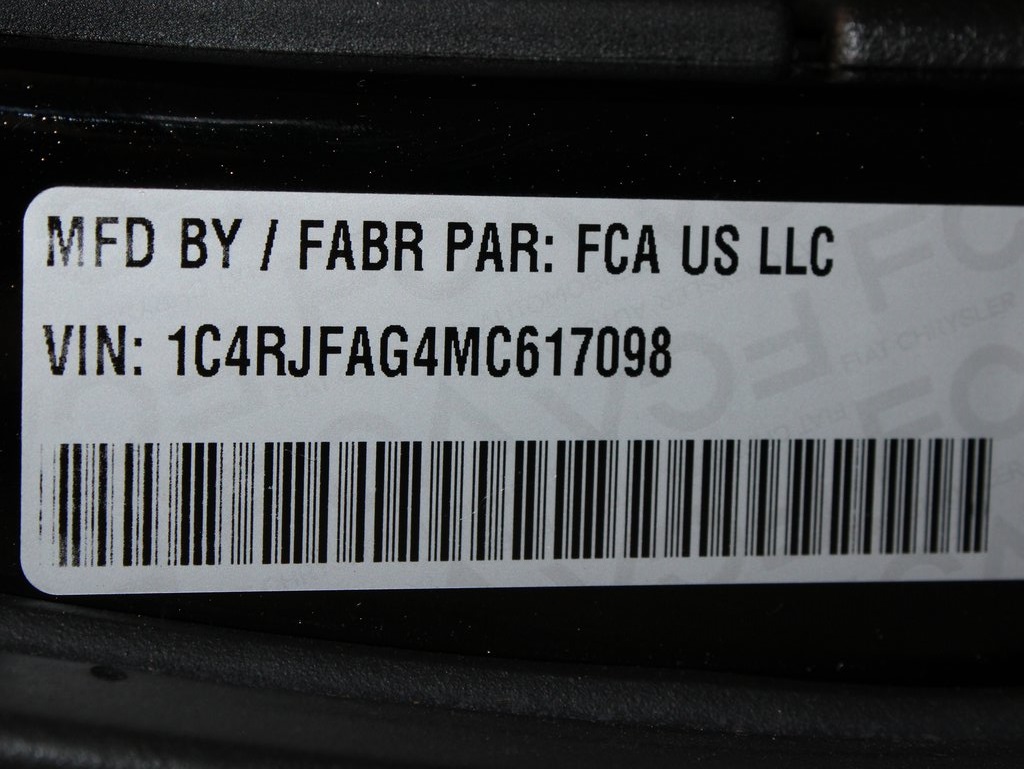 MFD BY / FABR PAR: FCA US LLC
VIN: 1C4RJFAG4MC617098